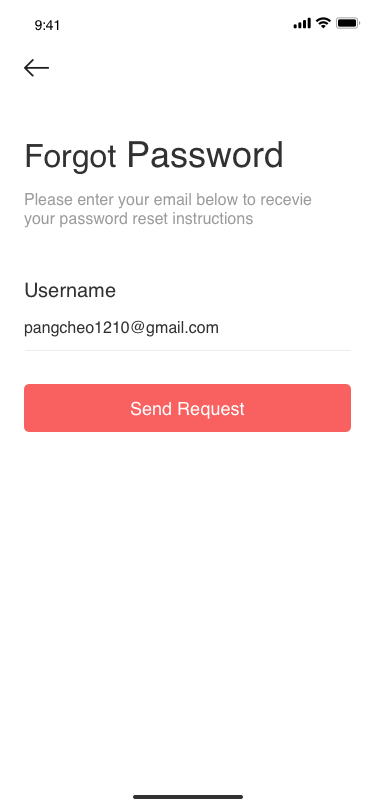 9:41
Forgot Password
Please enter your email below to recevie
your password reset instructions
Username
pangcheo1210@gmail.com
Send Request